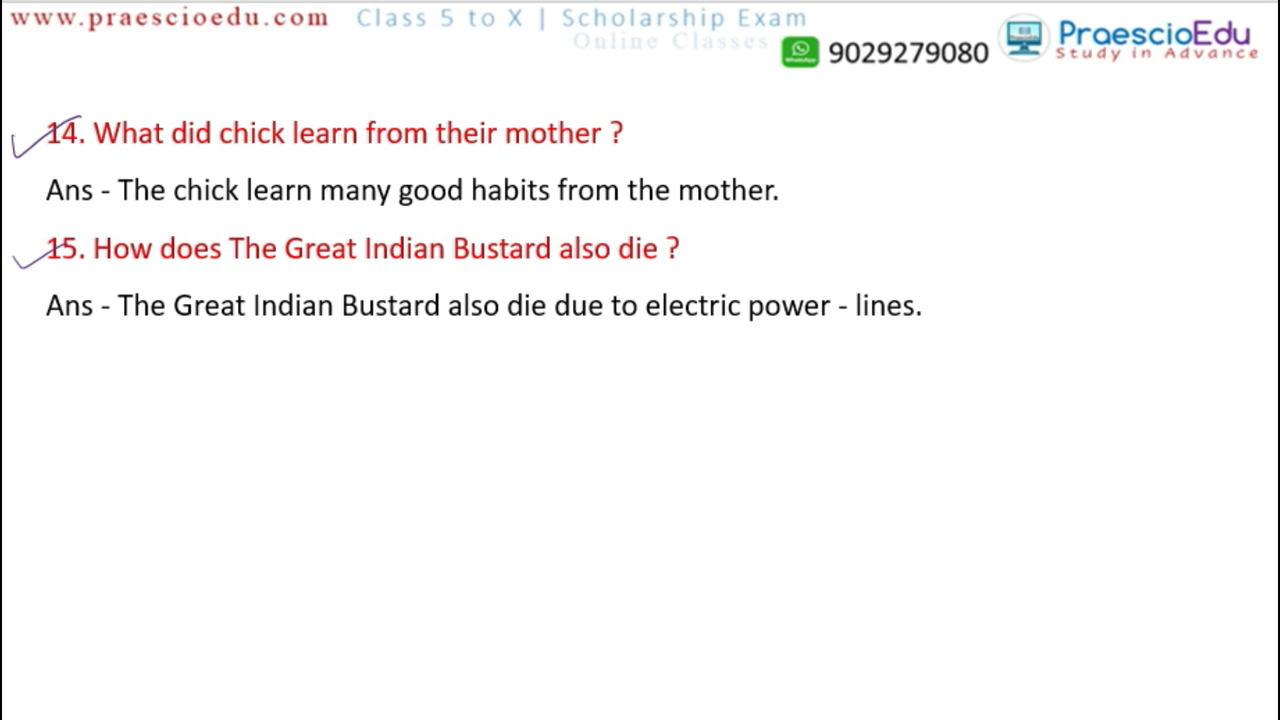 www.praescioedu.com Class 5 to X | Scholarship Exam
Online Classes
WhatsApp
9029279080
PraescioEdu
Study in Advance
14. What did chick learn from their mother ?
Ans - The chick learn many good habits from the mother.
15. How does The Great Indian Bustard also die ?
Ans - The Great Indian Bustard also die due to electric power - lines.